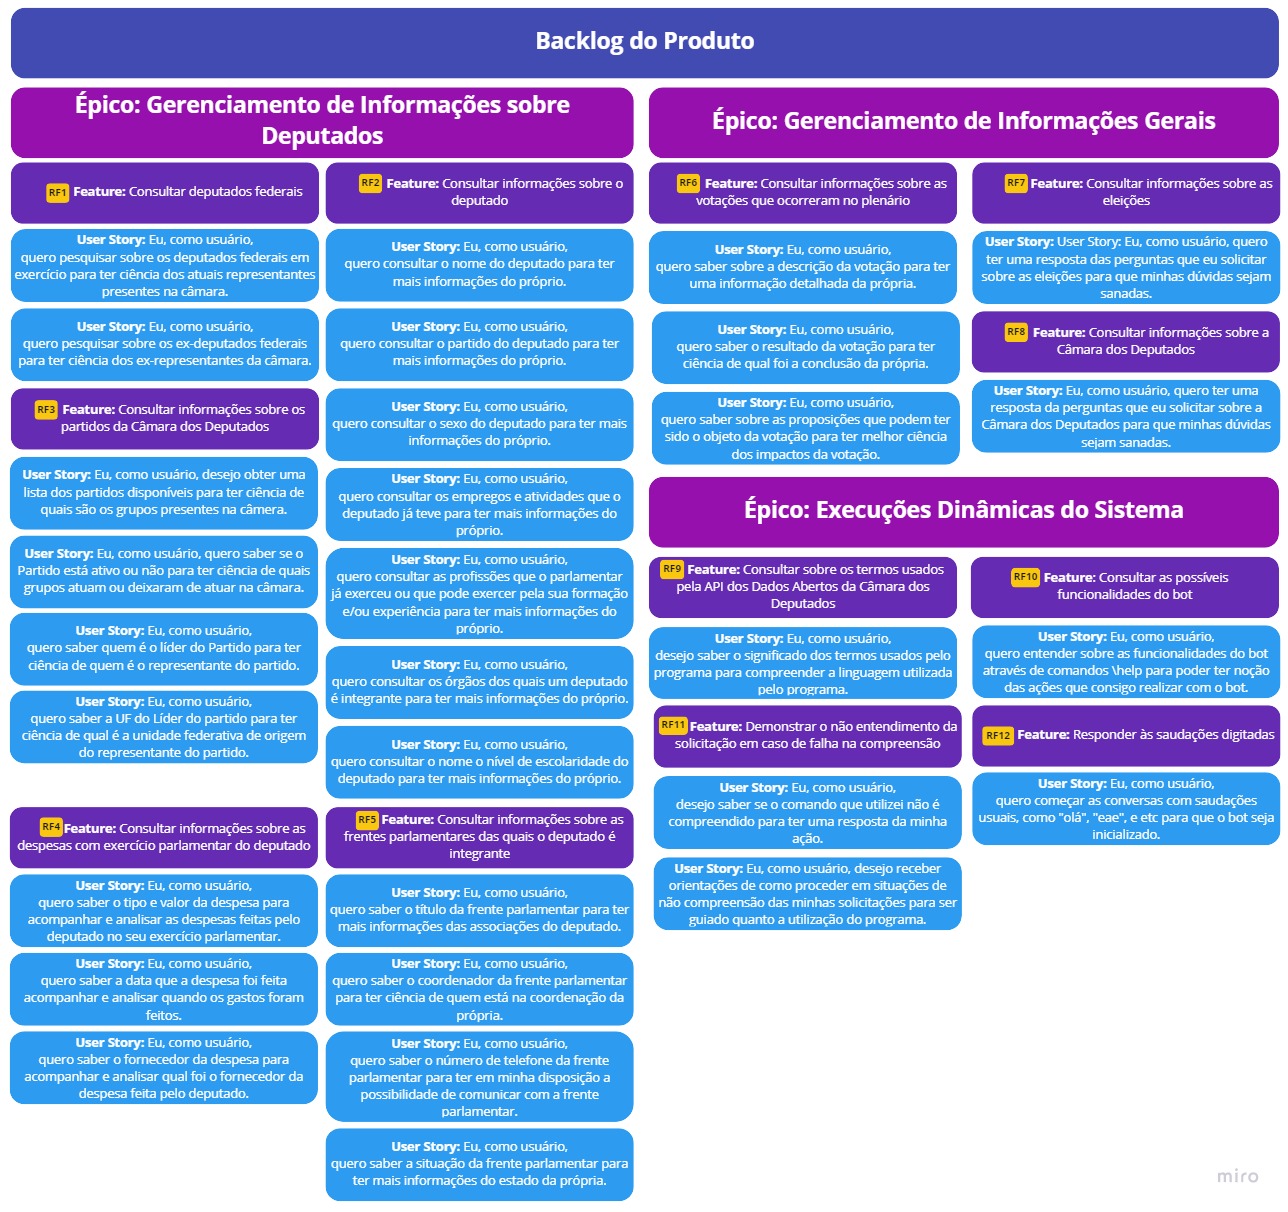 Backlog do Produto
Épico: Gerenciamento de Informações sobre
Deputados
RF1 Feature: Consultar deputados federais
User Story: Eu, como usuário,
quero pesquisar sobre os deputados federais em
exercício para ter ciência dos atuais representantes
presentes na câmara.
User Story: Eu, como usuário,
quero pesquisar sobre os ex-deputados federais
para ter ciência dos ex-representantes da câmara.
RF3 Feature: Consultar informações sobre os
partidos da Câmara dos Deputados
User Story: Eu, como usuário, desejo obter uma
lista dos partidos disponíveis para ter ciência de
quais são os grupos presentes na câmera.
User Story: Eu, como usuário, quero saber se o
Partido está ativo ou não para ter ciência de quais
grupos atuam ou deixaram de atuar na câmara.
User Story: Eu, como usuário,
quero saber quem é o líder do Partido para ter
ciência de quem é o representante do partido.
User Story: Eu, como usuário,
quero saber a UF do Líder do partido para ter
ciência de qual é a unidade federativa de origem
do representante do partido.
RF2 Feature: Consultar informações sobre o
deputado
User Story: Eu, como usuário,
quero consultar o nome do deputado para ter
mais informações do próprio.
User Story: Eu, como usuário,
quero consultar o partido do deputado para ter
mais informações do próprio.
User Story: Eu, como usuário,
quero consultar o sexo do deputado para ter mais
informações do próprio.
User Story: Eu, como usuário,
quero consultar os empregos e atividades que o
deputado já teve para ter mais informações do
próprio.
User Story: Eu, como usuário,
quero consultar as profissões que o parlamentar
já exerceu ou que pode exercer pela sua formação
e/ou experiência para ter mais informações do
próprio.
User Story: Eu, como usuário,
quero consultar os órgãos dos quais um deputado
é integrante para ter mais informações do próprio.
User Story: Eu, como usuário,
quero consultar o nome o nível de escolaridade do
deputado para ter mais informações do próprio.
RF4 Feature: Consultar informações sobre as
despesas com exercício parlamentar do deputado
User Story: Eu, como usuário,
quero saber o tipo e valor da despesa para
acompanhar e analisar as despesas feitas pelo
deputado no seu exercício parlamentar.
User Story: Eu, como usuário,
quero saber a data que a despesa foi feita
acompanhar e analisar quando os gastos foram
feitos.
User Story: Eu, como usuário,
quero saber o fornecedor da despesa para
acompanhar e analisar qual foi o fornecedor da
despesa feita pelo deputado.
RF5 Feature: Consultar informações sobre as
frentes parlamentares das quais o deputado é
integrante
User Story: Eu, como usuário,
quero saber o título da frente parlamentar para ter
mais informações das associações do deputado.
User Story: Eu, como usuário,
quero saber o coordenador da frente parlamentar
para ter ciência de quem está na coordenação da
própria.
User Story: Eu, como usuário,
quero saber o número de telefone da frente
parlamentar para ter em minha disposição a
possibilidade de comunicar com a frente
parlamentar.
User Story: Eu, como usuário,
quero saber a situação da frente parlamentar para
ter mais informações do estado da própria.
Épico: Gerenciamento de Informações Gerais
RF6 Feature: Consultar informações sobre as
votações que ocorreram no plenário
User Story: Eu, como usuário,
quero saber sobre a descrição da votação para ter
uma informação detalhada da própria.
User Story: Eu, como usuário,
quero saber o resultado da votação para ter
ciência de qual foi a conclusão da própria.
User Story: Eu, como usuário,
quero saber sobre as proposições que podem ter
sido o objeto da votação para ter melhor ciência
dos impactos da votação.
RF7 Feature: Consultar informações sobre as
eleições
User Story: User Story: Eu, como usuário, quero
ter uma resposta das perguntas que eu solicitar
sobre as eleições para que minhas dúvidas sejam
sanadas.
RF8 Feature: Consultar informações sobre a
Câmara dos Deputados
User Story: Eu, como usuário, quero ter uma
resposta da perguntas que eu solicitar sobre a
Câmara dos Deputados para que minhas dúvidas
sejam sanadas.
Épico: Execuções Dinâmicas do Sistema
RF9 Feature: Consultar sobre os termos usados
pela API dos Dados Abertos da Câmara dos
Deputados
User Story: Eu, como usuário,
desejo saber o significado dos termos usados pelo
programa para compreender a linguagem utilizada
pelo programa.
RF10 Feature: Consultar as possíveis
funcionalidades do bot
User Story: Eu, como usuário,
quero entender sobre as funcionalidades do bot
através de comandos \help para poder ter noção
das ações que consigo realizar com o bot.
RF11 Feature: Demonstrar o não entendimento da
solicitação em caso de falha na compreensão
User Story: Eu, como usuário,
desejo saber se o comando que utilizei não é
compreendido para ter uma resposta da minha
ação.
User Story: Eu, como usuário, desejo receber
orientações de como proceder em situações de
não compreensão das minhas solicitações para ser
guiado quanto a utilização do programa.
RF12 Feature: Responder às saudações digitadas
User Story: Eu, como usuário,
quero começar as conversas com saudações
usuais, como "olá", "eae", e etc para que o bot seja
inicializado.
miro